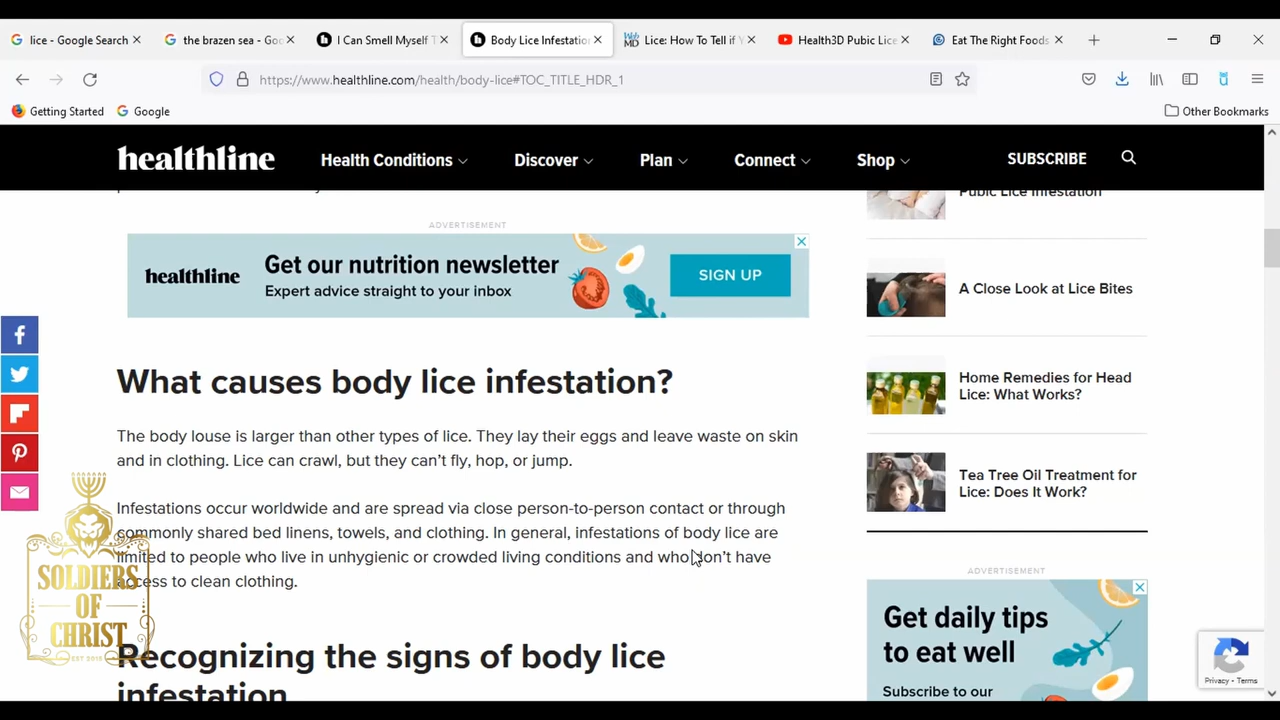 lice - Google Search
the brazen sea - Goo
I Can Smell Myself T
Body Lice Infestation
WebMD
Lice: How To Tell if Y
Health3D Pubic Lice
Eat The Right Foods
https://www.healthline.com/health/body-lice#TOC_TITLE_HDR_1
Getting Started
Google
Other Bookmarks
healthline
Health Conditions
Discover
Plan
Connect
Shop
SUBSCRIBE
ADVERTISEMENT
healthline
Get our nutrition newsletter
Expert advice straight to your inbox
SIGN UP
What causes body lice infestation?
The body louse is larger than other types of lice. They lay their eggs and leave waste on skin
and in clothing. Lice can crawl, but they can't fly, hop, or jump.
Infestations occur worldwide and are spread via close person-to-person contact or through
commonly shared bed linens, towels, and clothing. In general, infestations of body lice are
limited to people who live in unhygienic or crowded living conditions and who don't have
access to clean clothing.
Recognizing the signs of body lice
infestation
Pubic Lice Infestation
A Close Look at Lice Bites
Home Remedies for Head
Lice: What Works?
Tea Tree Oil Treatment for
Lice: Does It Work?
ADVERTISEMENT
Get daily tips
to eat well
Subscribe to our
Privacy - Terms
SOLDIERS
OF
CHRIST